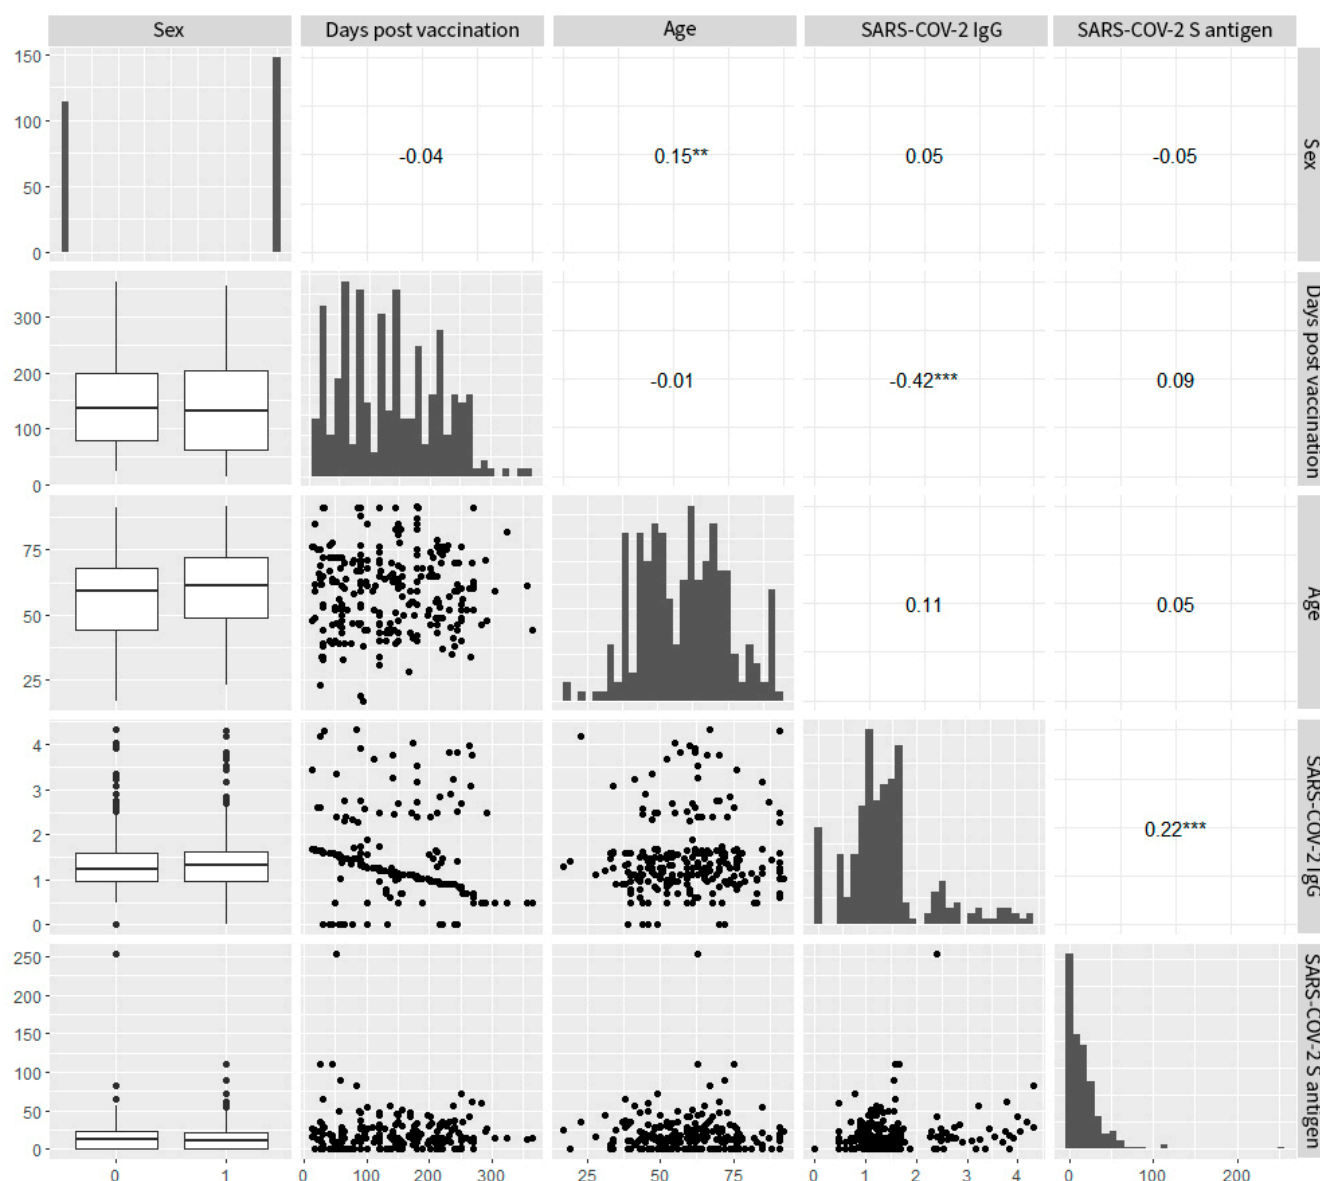 Sex Days post vaccination Age SARS-COV-2 IgG SARS-COV-2 S antigen
150
100
50
0
-0.04 0.15** 0.05 -0.05
Sex
300
200
100
0
-0.01 -0.42*** 0.09
Days post vaccination
75
50
25
0.11 0.05
Age
4
3
2
1
0
0.22***
SARS-COV-2 IgG
250
200
150
100
50
0
SARS-COV-2 S antigen
0 1 0 100 200 300 25 50 75 0 1 2 3 4 0 100 200